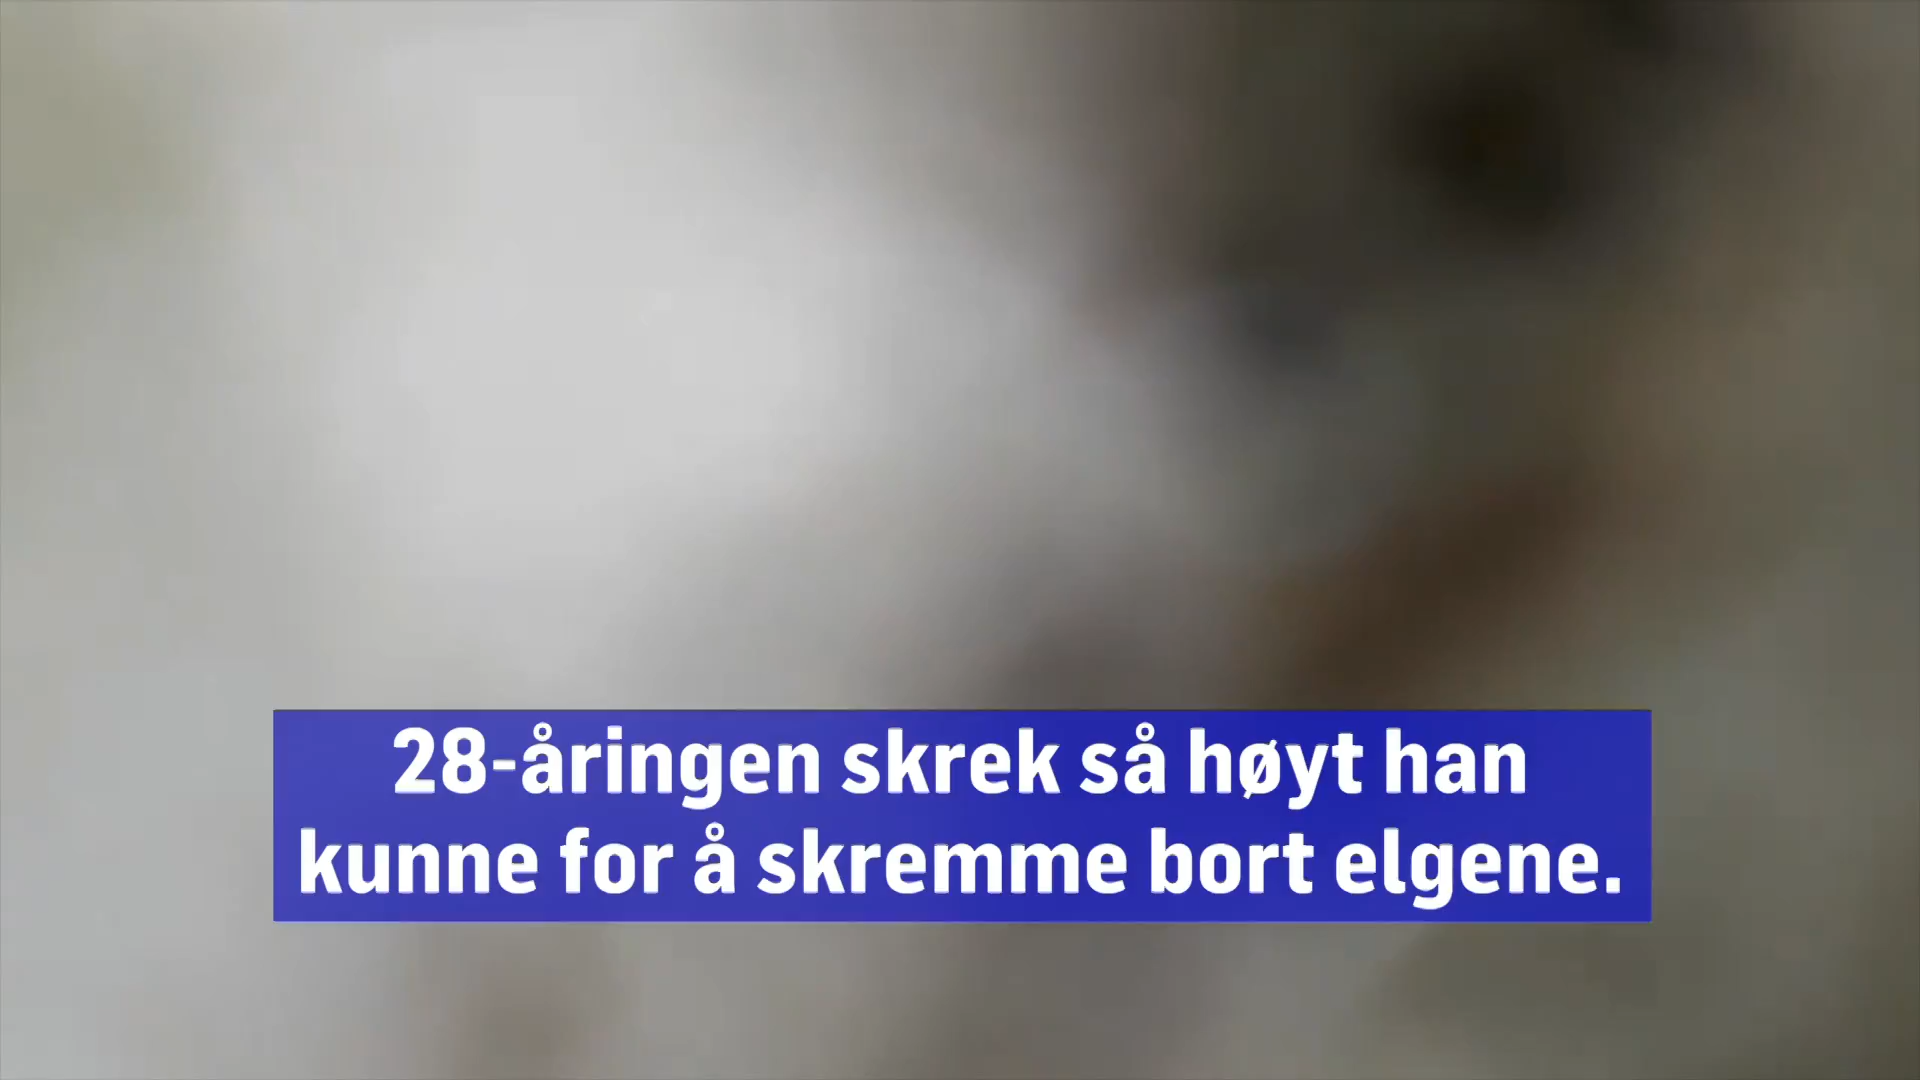 28-åringen skrek så høyt han
kunne for å skremme bort elgene.